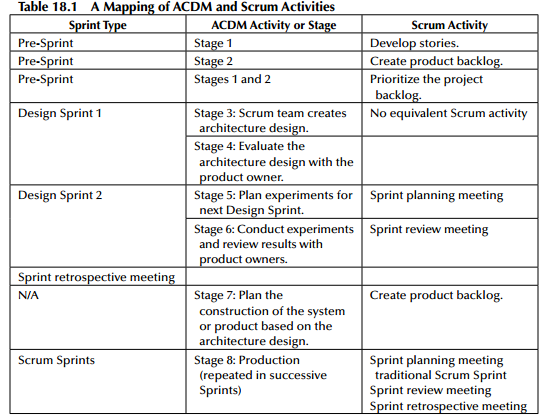 Table 18.1 A Mapping of ACDM and Scrum Activities
Sprint Type ACDM Activity or Stage Scrum Activity
Pre-Sprint Stage 1 Develop stories.
Pre-Sprint Stage 2 Create product backlog.
Pre-Sprint Stages 1 and 2 Prioritize the project
backlog.
Design Sprint 1 Stage 3: Scrum team creates No equivalent Scrum activity
architecture design.
Stage 4: Evaluate the
architecture design with the
product owner.
Design Sprint 2 Stage 5: Plan experiments for Sprint planning meeting
next Design Sprint.
Stage 6: Conduct experiments Sprint review meeting
and review results with
product owners.
Sprint retrospective meeting
N/A Stage 7: Plan the Create product backlog.
construction of the system
or product based on the
architecture design.
Scrum Sprints Stage 8: Production Sprint planning meeting
(repeated in successive traditional Scrum Sprint
Sprints) Sprint review meeting
Sprint retrospective meeting